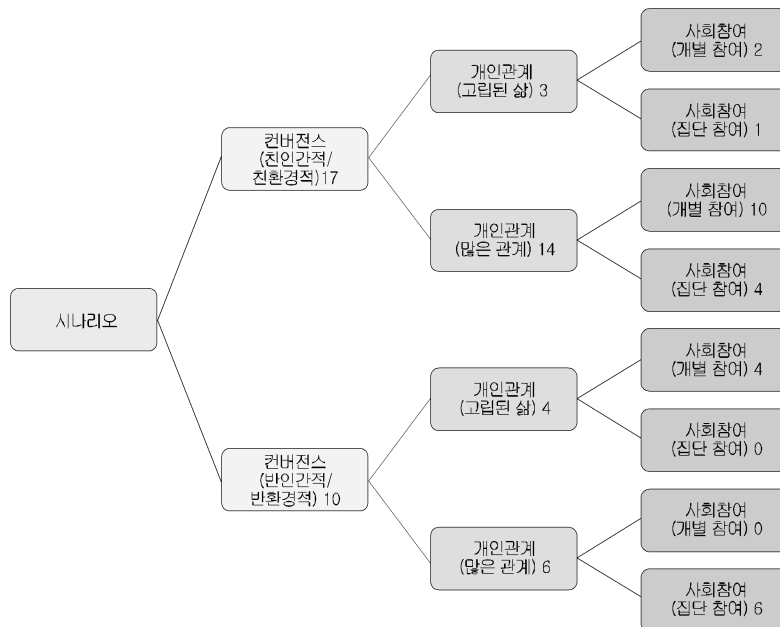 시나리오
컨버전스
(친인간적/
친환경적)17
컨버전스
(반인간적/
반환경적) 10
개인관계
(고립된 삶) 3
개인관계
(많은 관계) 14
개인관계
(고립된 삶) 4
개인관계
(많은 관계) 6
사회참여
(개별 참여) 2
사회참여
(집단 참여) 1
사회참여
(개별 참여) 10
사회참여
(집단 참여) 4
사회참여
(개별 참여) 4
사회참여
(집단 참여) 0
사회참여
(개별 참여) 0
사회참여
(집단 참여) 6